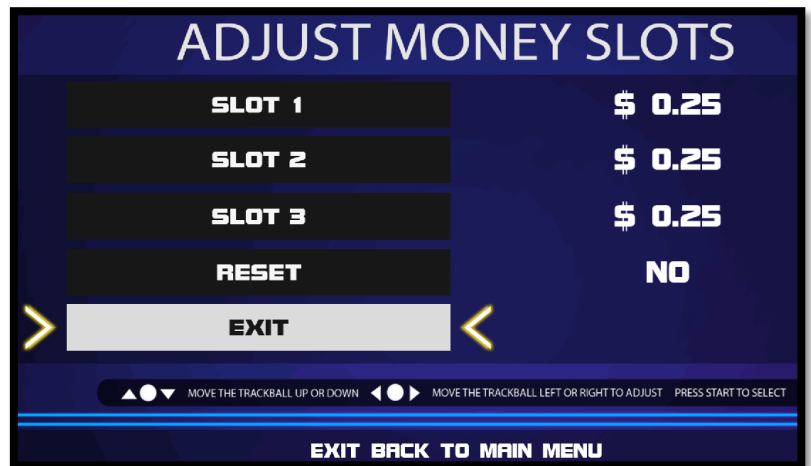 ADJUST MONEY SLOTS
SLOT 1 $ 0.25
SLOT 2 $ 0.25
SLOT 3 $ 0.25
RESET NO
EXIT
MOVE THE TRACKBALL UP OR DOWN MOVE THE TRACKBALL LEFT OR RIGHT TO ADJUST PRESS START TO SELECT
EXIT BACK TO MAIN MENU